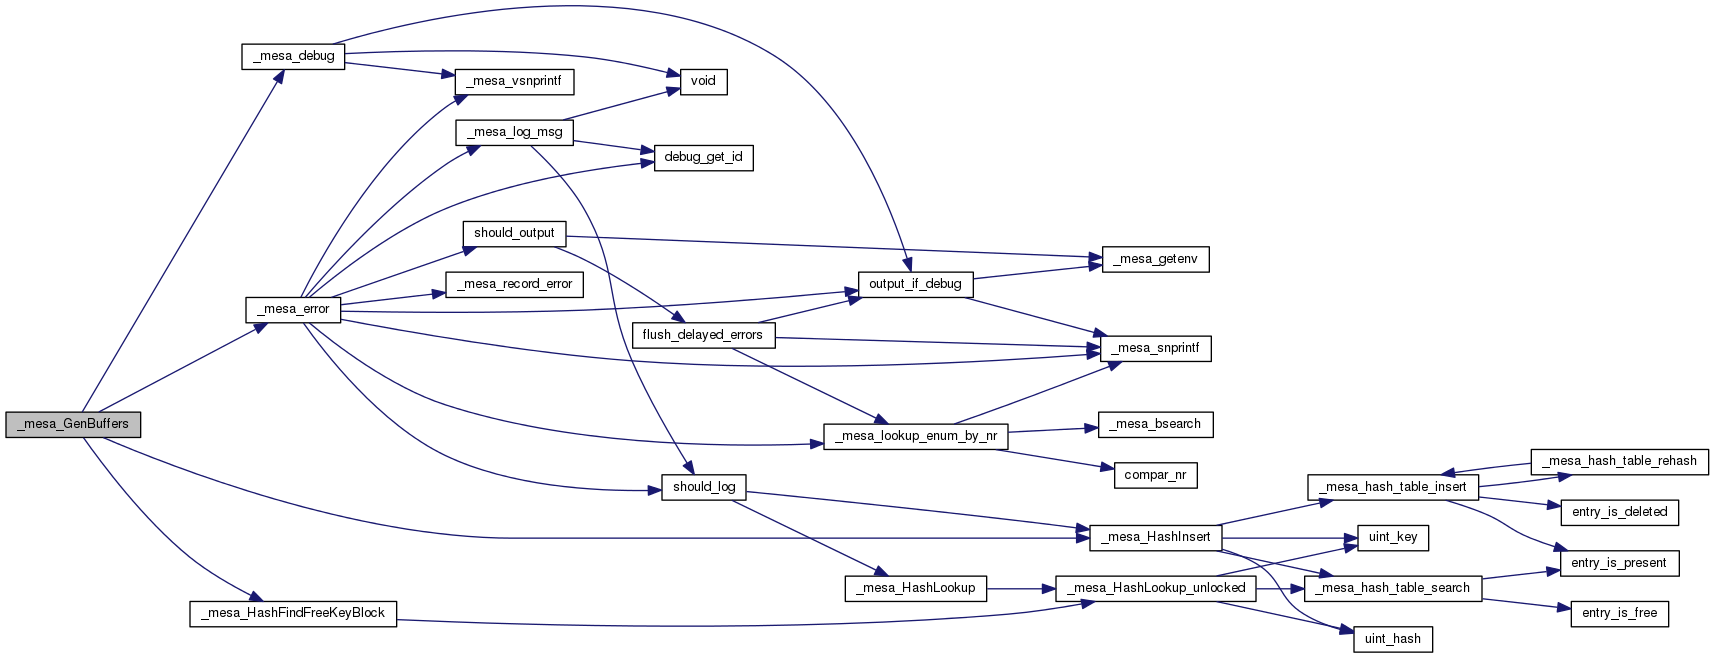 _mesa_debug
_mesa_vsnprintf
void
_mesa_log_msg
debug_get_id
should_output
_mesa_getenv
_mesa_record_error
output_if_debug
_mesa_error
flush_delayed_errors
_mesa_snprintf
_mesa_GenBuffers
_mesa_lookup_enum_by_nr
_mesa_bsearch
compar_nr
_mesa_hash_table_rehash
should_log
_mesa_hash_table_insert
entry_is_deleted
_mesa_HashInsert
uint_key
entry_is_present
_mesa_HashLookup
_mesa_HashLookup_unlocked
_mesa_hash_table_search
_mesa_HashFindFreeKeyBlock
entry_is_free
uint_hash